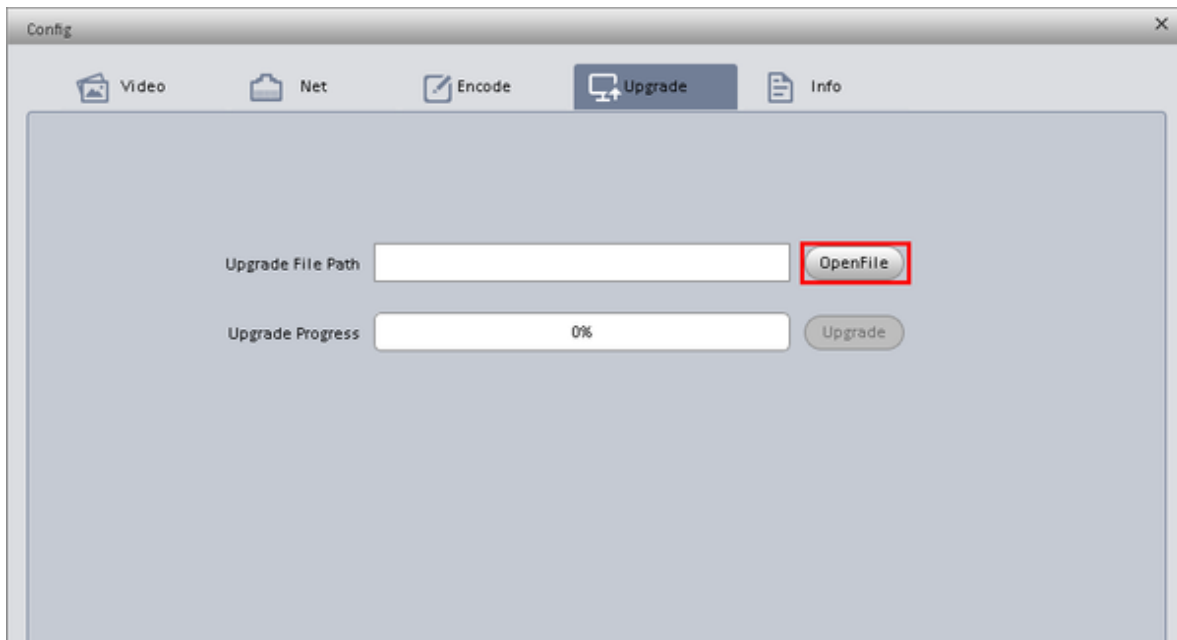 Config
Video Net Encode Upgrade Info
Upgrade File Path OpenFile
Upgrade Progress 0% Upgrade